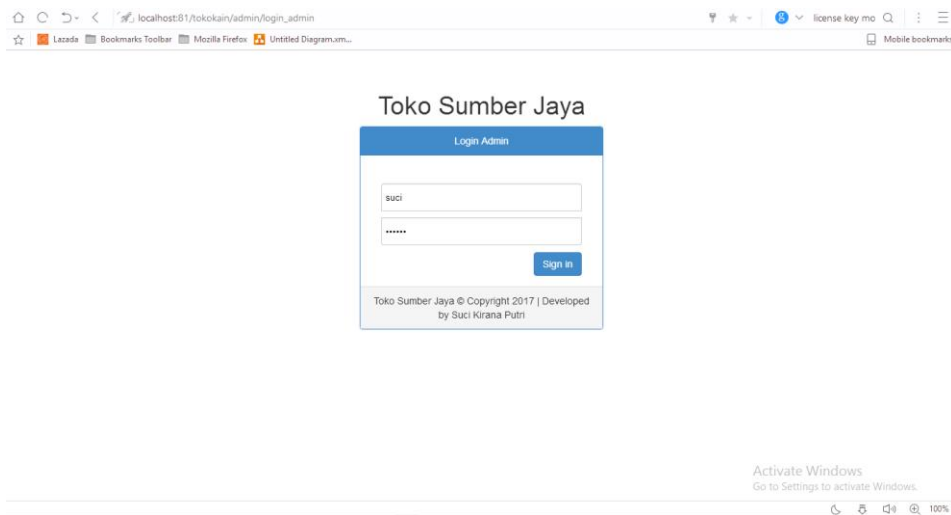 localhost:81/tokokain/admin/login_admin
license key mo
Lazada Bookmarks Toolbar Mozilla Firefox Untitled Diagram.xm... Mobile bookmarks
Toko Sumber Jaya
Login Admin
suci
••••••
Sign in
Toko Sumber Jaya © Copyright 2017 | Developed
by Suci Kirana Putri
Activate Windows
Go to Settings to activate Windows.
100%